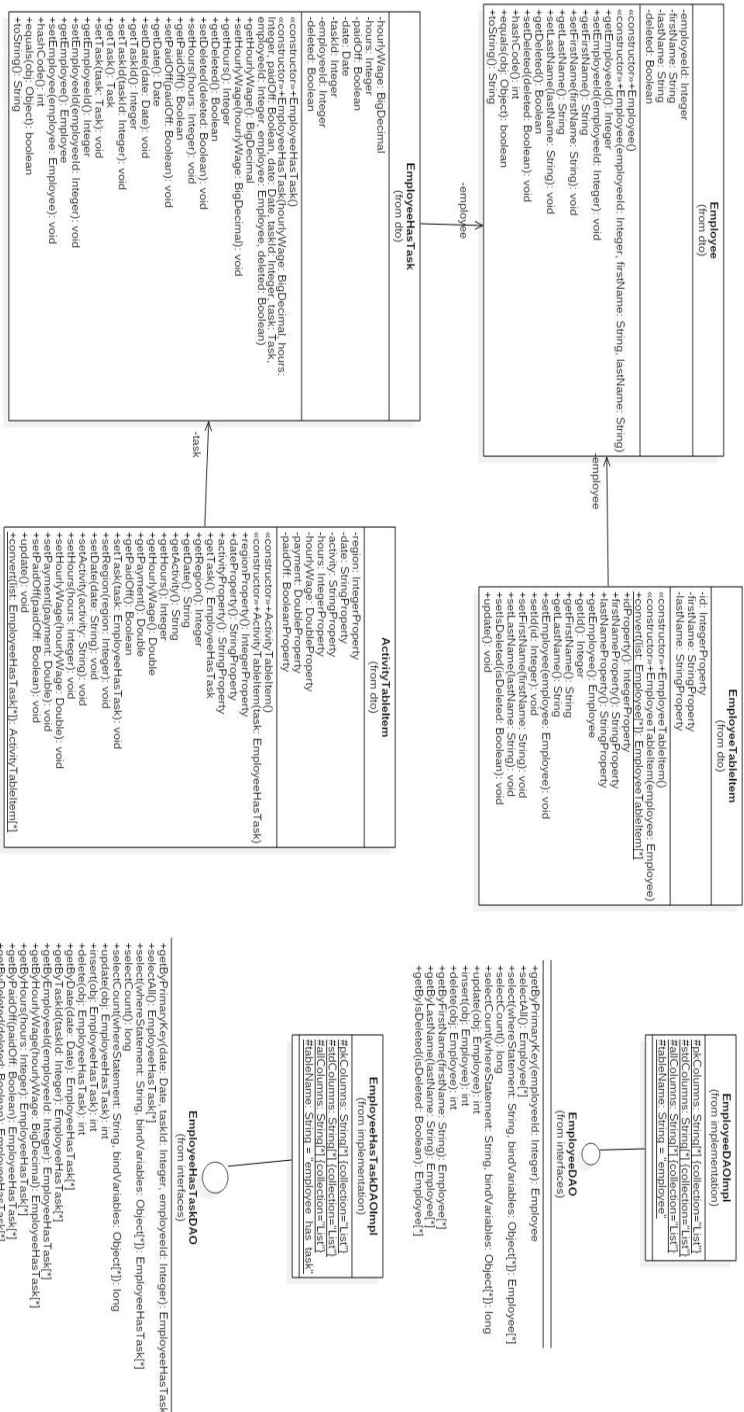 Employee
(from dto)
-employeeId: Integer
-firstName: String
-lastName: String
-deleted: Boolean
«constructor»+Employee()
«constructor»+Employee(employeeId: Integer, firstName: String, lastName: String)
+getEmployeeId(): Integer
+setEmployeeId(employeeId: Integer): void
+getFirstName(): String
+setFirstName(firstName: String): void
+getLastName(): String
+setLastName(lastName: String): void
+getDeleted(): Boolean
+setDeleted(deleted: Boolean): void
+hashCode(): int
+equals(obj: Object): boolean
+toString(): String
-employee
EmployeeTableItem
(from dto)
-id: IntegerProperty
-firstName: StringProperty
-lastName: StringProperty
«constructor»+EmployeeTableItem()
«constructor»+EmployeeTableItem(employee: Employee)
+convert(list: Employee[*]): EmployeeTableItem[*]
+idProperty(): IntegerProperty
+firstNameProperty(): StringProperty
+lastNameProperty(): StringProperty
+getEmployee(): Employee
+getId(): Integer
+getFirstName(): String
+getLastName(): String
+setEmployee(employee: Employee): void
+setId(id: Integer): void
+setFirstName(firstName: String): void
+setLastName(lastName: String): void
+setIsDeleted(isDeleted: Boolean): void
+update(): void
EmployeeDAOImpl
(from implementation)
#pkColumns: String[*] {collection="List"}
#stdColumns: String[*] {collection="List"}
#allColumns: String[*] {collection="List"}
#tableName: String = "employee"
EmployeeDAO
(from interfaces)
+getByPrimaryKey(employeeId: Integer): Employee
+selectAll(): Employee[*]
+select(whereStatement: String, bindVariables: Object[*]): Employee[*]
+selectCount(): long
+selectCount(whereStatement: String, bindVariables: Object[*]): long
+update(obj: Employee): int
+insert(obj: Employee): int
+delete(obj: Employee): int
+getByFirstName(firstName: String): Employee[*]
+getByLastName(lastName: String): Employee[*]
+getByIsDeleted(isDeleted: Boolean): Employee[*]
-employee
EmployeeHasTask
(from dto)
-hourlyWage: BigDecimal
-hours: Integer
-paidOff: Boolean
-date: Date
-taskId: Integer
-employeeId: Integer
-deleted: Boolean
«constructor»+EmployeeHasTask()
«constructor»+EmployeeHasTask(hourlyWage: BigDecimal, hours:
Integer, paidOff: Boolean, date: Date, taskId: Integer, task: Task,
employeeId: Integer, employee: Employee, deleted: Boolean)
+getHourlyWage(): BigDecimal
+setHourlyWage(hourlyWage: BigDecimal): void
+getHours(): Integer
+setHours(hours: Integer): void
+getPaidOff(): Boolean
+setPaidOff(paidOff: Boolean): void
+getDeleted(): Boolean
+setDeleted(deleted: Boolean): void
+getDate(): Date
+setDate(date: Date): void
+getTaskId(): Integer
+setTaskId(taskId: Integer): void
+getTask(): Task
+setTask(task: Task): void
+getEmployeeId(): Integer
+setEmployeeId(employeeId: Integer): void
+getEmployee(): Employee
+setEmployee(employee: Employee): void
+hashCode(): int
+equals(obj: Object): boolean
+toString(): String
-task
ActivityTableItem
(from dto)
-region: IntegerProperty
-date: StringProperty
-activity: StringProperty
-hours: IntegerProperty
-hourlyWage: DoubleProperty
-payment: DoubleProperty
-paidOff: BooleanProperty
«constructor»+ActivityTableItem()
«constructor»+ActivityTableItem(task: EmployeeHasTask)
+regionProperty(): IntegerProperty
+dateProperty(): StringProperty
+activityProperty(): StringProperty
+getTask(): EmployeeHasTask
+getRegion(): Integer
+getDate(): String
+getActivity(): String
+getHours(): Integer
+getHourlyWage(): Double
+getPayment(): Double
+getPaidOff(): Boolean
+setTask(task: EmployeeHasTask): void
+setRegion(region: Integer): void
+setDate(date: String): void
+setActivity(activity: String): void
+setHours(hours: Integer): void
+setHourlyWage(hourlyWage: Double): void
+setPayment(payment: Double): void
+setPaidOff(paidOff: Boolean): void
+update(): void
+convert(list: EmployeeHasTask[*]): ActivityTableItem[*]
EmployeeHasTaskDAOImpl
(from implementation)
#pkColumns: String[*] {collection="List"}
#stdColumns: String[*] {collection="List"}
#allColumns: String[*] {collection="List"}
#tableName: String = "employee_has_task"
EmployeeHasTaskDAO
(from interfaces)
+getByPrimaryKey(date: Date, taskId: Integer, employeeId: Integer): EmployeeHasTask
+selectAll(): EmployeeHasTask[*]
+select(whereStatement: String, bindVariables: Object[*]): EmployeeHasTask[*]
+selectCount(): long
+selectCount(whereStatement: String, bindVariables: Object[*]): long
+update(obj: EmployeeHasTask): int
+insert(obj: EmployeeHasTask): int
+delete(obj: EmployeeHasTask): int
+getByDate(date: Date): EmployeeHasTask[*]
+getByTaskId(taskId: Integer): EmployeeHasTask[*]
+getByEmployeeId(employeeId: Integer): EmployeeHasTask[*]
+getByHourlyWage(hourlyWage: BigDecimal): EmployeeHasTask[*]
+getByHours(hours: Integer): EmployeeHasTask[*]
+getByPaidOff(paidOff: Boolean): EmployeeHasTask[*]
+getByDeleted(deleted: Boolean): EmployeeHasTask[*]